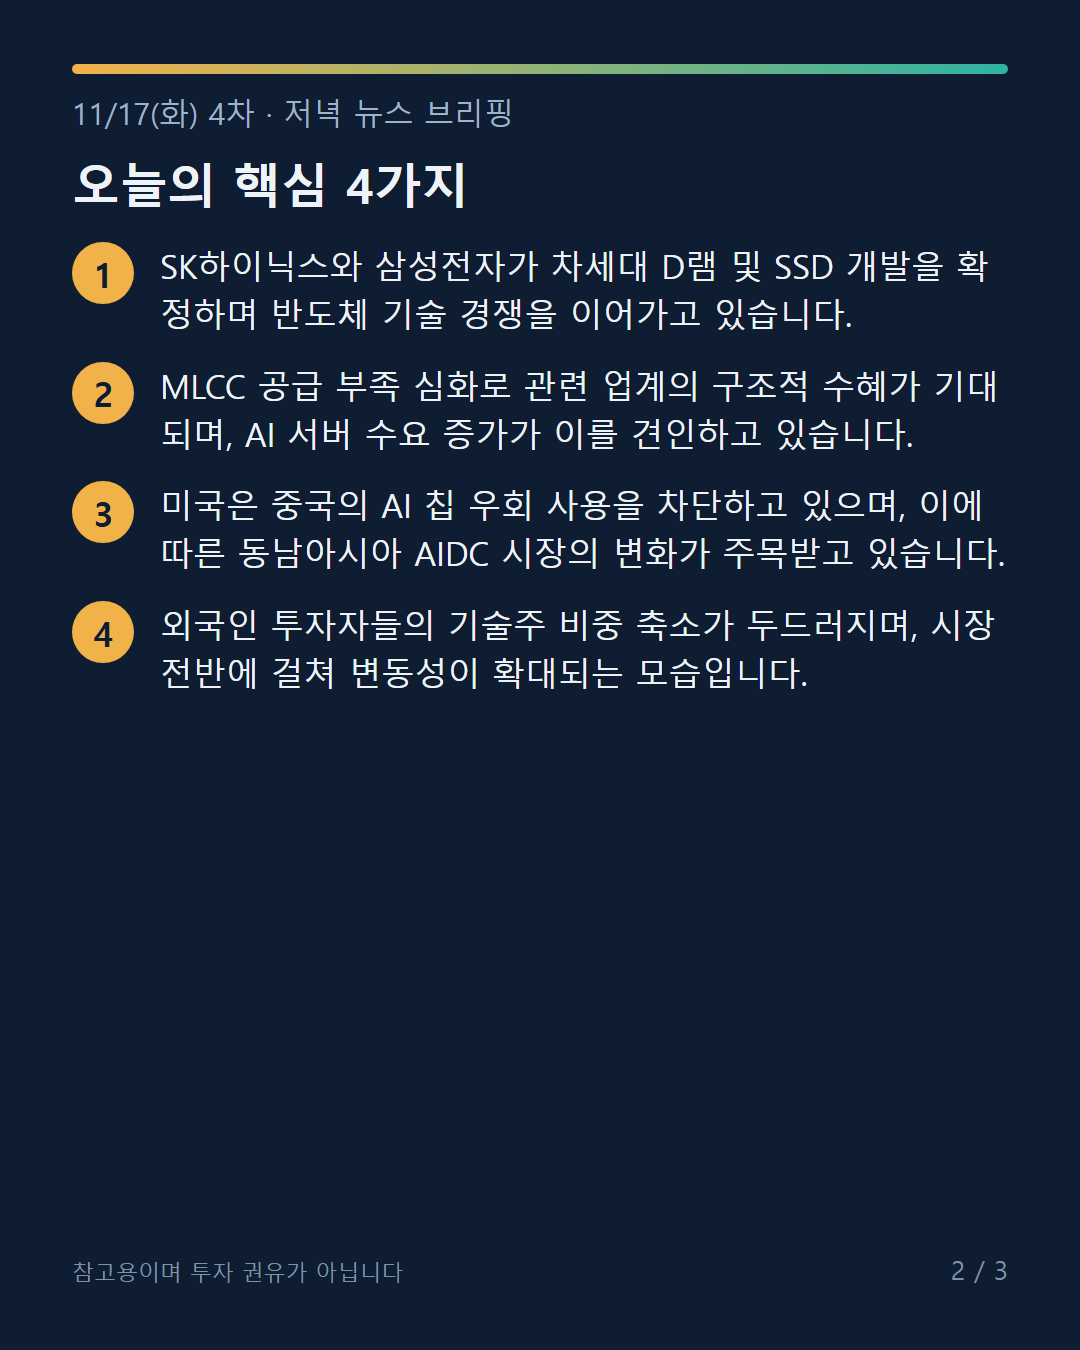 11/17(화) 4차 · 저녁 뉴스 브리핑
오늘의 핵심 4가지
1
SK하이닉스와 삼성전자가 차세대 D램 및 SSD 개발을 확
정하며 반도체 기술 경쟁을 이어가고 있습니다.
2
MLCC 공급 부족 심화로 관련 업계의 구조적 수혜가 기대
되며, AI 서버 수요 증가가 이를 견인하고 있습니다.
3
미국은 중국의 AI 칩 우회 사용을 차단하고 있으며, 이에
따른 동남아시아 AIDC 시장의 변화가 주목받고 있습니다.
4
외국인 투자자들의 기술주 비중 축소가 두드러지며, 시장
전반에 걸쳐 변동성이 확대되는 모습입니다.
참고용이며 투자 권유가 아닙니다
2 / 3